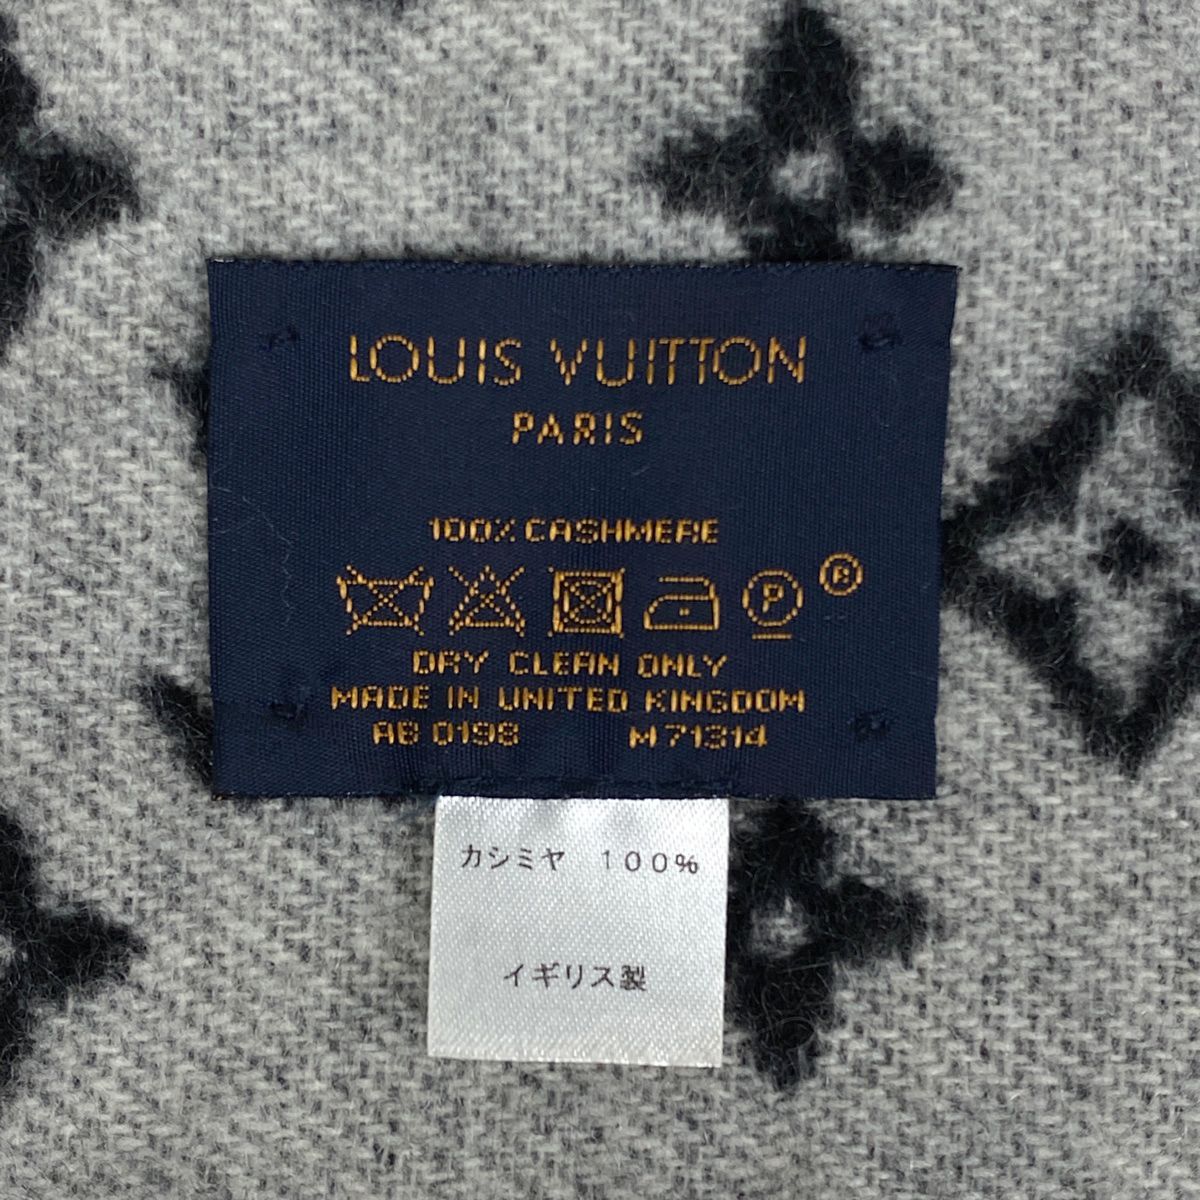 LOUIS VUITTON
PARIS
100% CASHMERE
P ®
DRY CLEAN ONLY
MADE IN UNITED KINGDOM
AB 0198 M71314
カシミヤ 100%
イギリス製